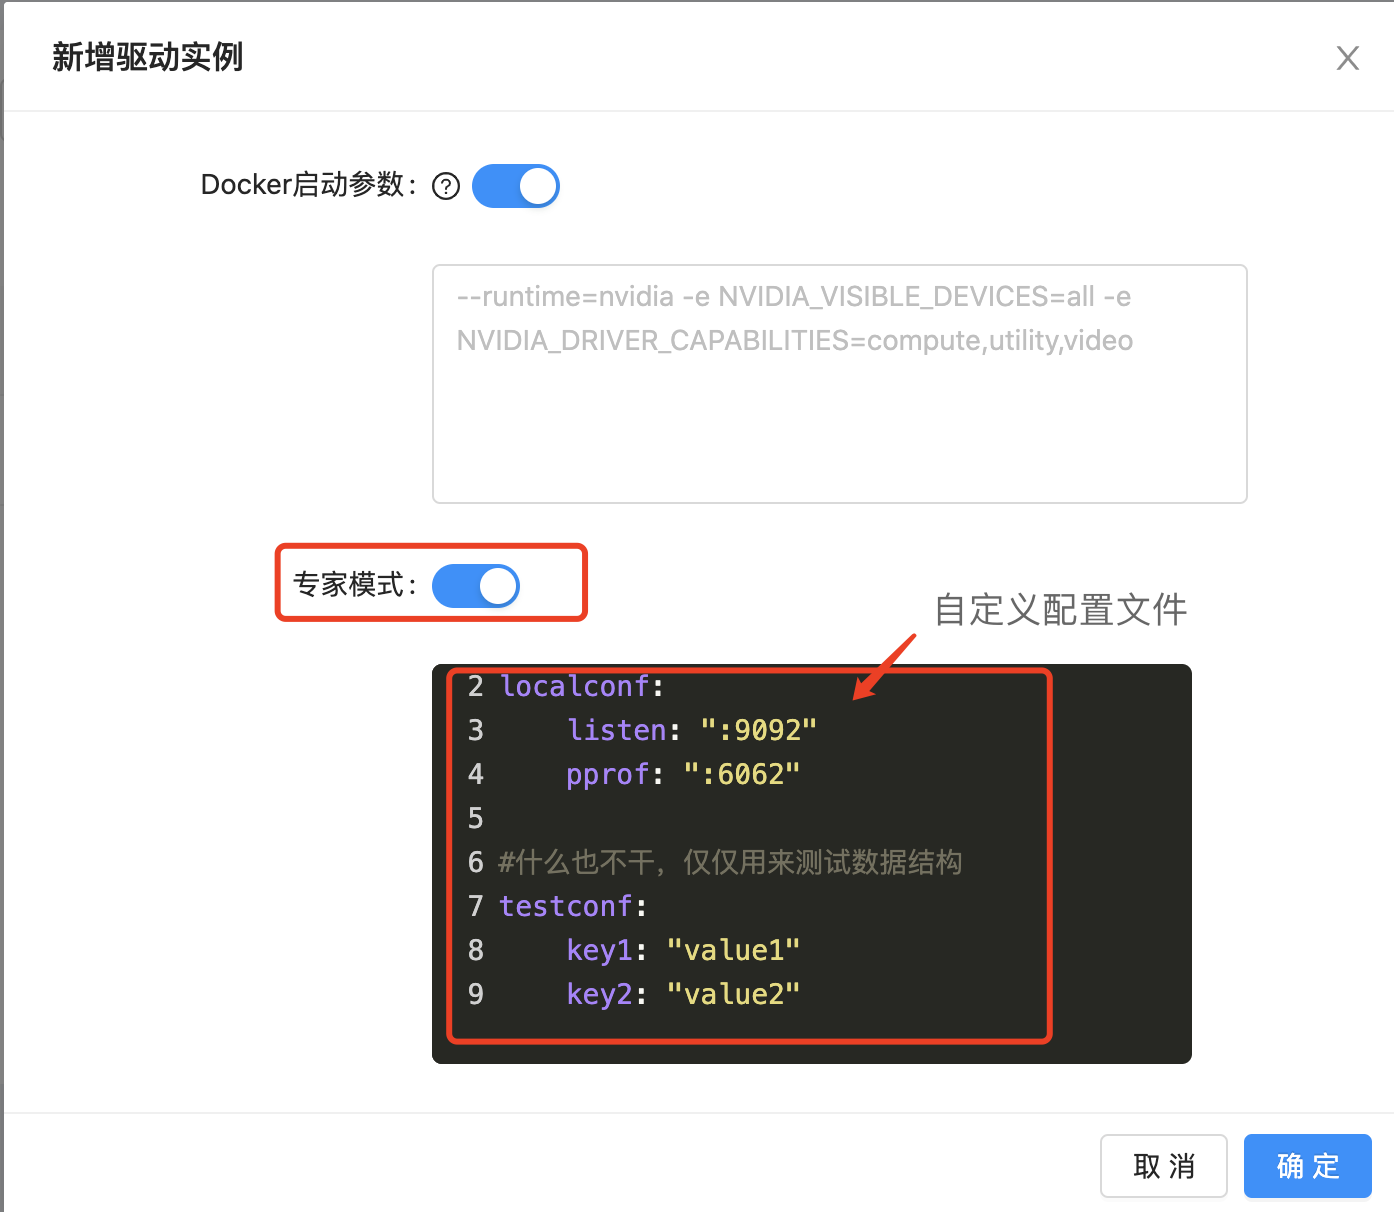 新增驱动实例
Docker启动参数:
--runtime=nvidia -e NVIDIA_VISIBLE_DEVICES=all -e
NVIDIA_DRIVER_CAPABILITIES=compute,utility,video
专家模式:
自定义配置文件
2 localconf:
3     listen: ":9092"
4     pprof: ":6062"
5
6 #什么也不干，仅仅用来测试数据结构
7 testconf:
8     key1: "value1"
9     key2: "value2"
取 消
确 定